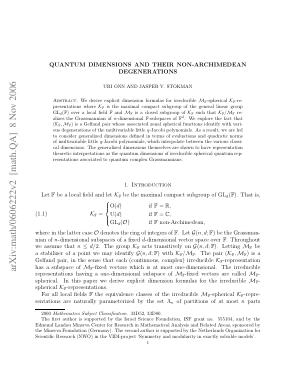 QUANTUM DIMENSIONS AND THEIR NON-ARCHIMEDEAN
DEGENERATIONS
URI ONN AND JASPER V. STOKMAN
ABSTRACT. We derive explicit dimension formulas for irreducible M_F-spherical K_F-representations where K_F is the maximal compact subgroup of the general linear group
GL_d(F) over a local field F and M_F is a closed subgroup of K_F such that K_F/M_F realizes the Grassmannian of n-dimensional F-subspaces of F^d. We explore the fact that
(K_F, M_F) is a Gelfand pair whose associated zonal spherical functions identify with various degenerations of the multivariable little q-Jacobi polynomials. As a result, we are led
to consider generalized dimensions defined in terms of evaluations and quadratic norms
of multivariable little q-Jacobi polynomials, which interpolate between the various classical dimensions. The generalized dimensions themselves are shown to have representation
theoretic interpretations as the quantum dimensions of irreducible spherical quantum representations associated to quantum complex Grassmannians.
1. INTRODUCTION
Let F be a local field and let K_F be the maximal compact subgroup of GL_d(F). That is,
(1.1) K_F = { O(d) if F = R,
U(d) if F = C,
GL_d(O) if F non-Archimedean,
where in the latter case O denotes the ring of integers of F. Let G(n, d; F) be the Grassmannian of n-dimensional subspaces of a fixed d-dimensional vector space over F. Throughout
we assume that n ≤ d/2. The group K_F acts transitively on G(n, d; F). Letting M_F be
a stabilizer of a point we may identify G(n, d; F) with K_F/M_F. The pair (K_F, M_F) is a
Gelfand pair, in the sense that each (continuous, complex) irreducible K_F-representation
has a subspace of M_F-fixed vectors which is at most one-dimensional. The irreducible
representations having a one-dimensional subspace of M_F-fixed vectors are called M_F-spherical. In this paper we derive explicit dimension formulas for the irreducible M_F-spherical K_F-representations.
For all local fields F the equivalence classes of the irreducible M_F-spherical K_F-representations are naturally parametrized by the set Λ_n of partitions of at most n parts
2000 Mathematics Subject Classification. 33D52, 33D80.
The first author is supported by the Israel Science Foundation, ISF grant no. 555104, and by the
Edmund Landau Minerva Center for Research in Mathematical Analysis and Related Areas, sponsored by
the Minerva Foundation (Germany). The second author is supported by the Netherlands Organization for
Scientific Research (NWO) in the VIDI-project 'Symmetry and modularity in exactly solvable models'.
1
arXiv:math/0606222v2 [math.QA] 8 Nov 2006